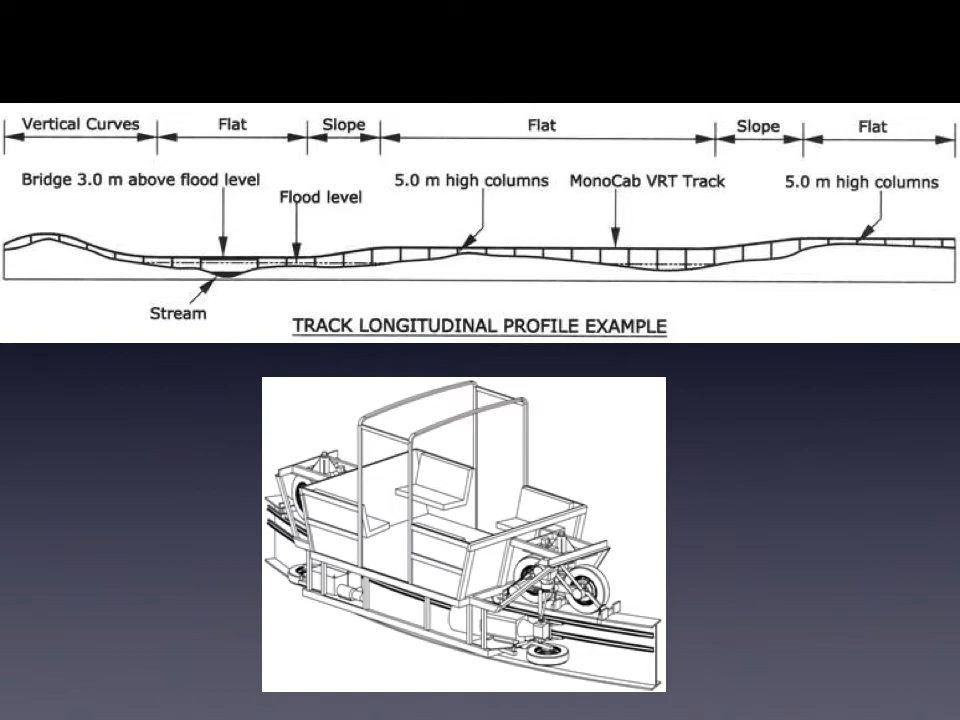 Vertical Curves Flat Slope Flat Slope Flat
Bridge 3.0 m above flood level
Flood level
5.0 m high columns
MonoCab VRT Track
5.0 m high columns
Stream
TRACK LONGITUDINAL PROFILE EXAMPLE